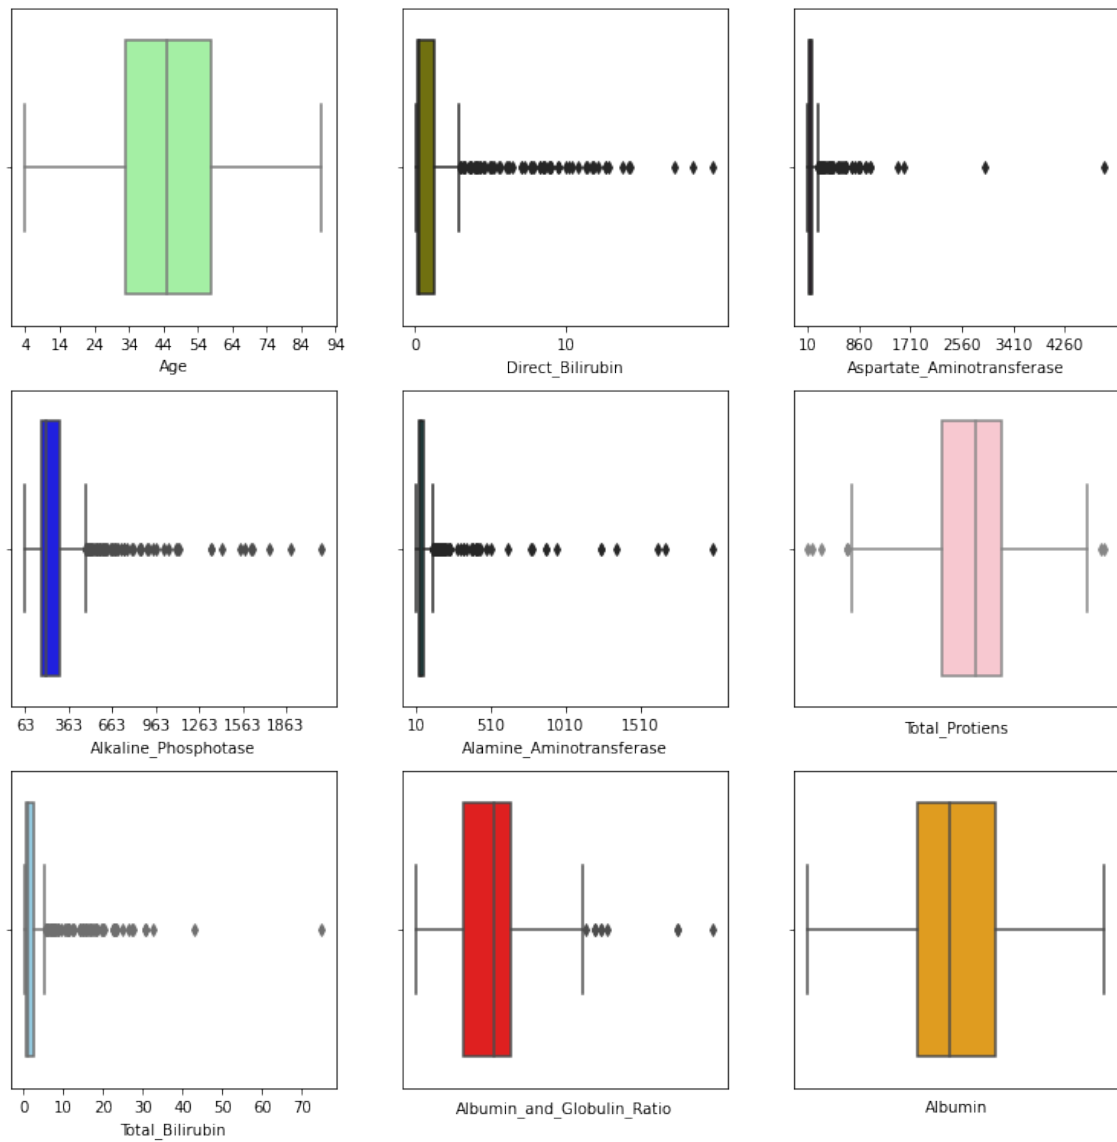 4 14 24 34 44 54 64 74 84 94
Age
0 10
Direct_Bilirubin
10 860 1710 2560 3410 4260
Aspartate_Aminotransferase
63 363 663 963 1263 1563 1863
Alkaline_Phosphotase
10 510 1010 1510
Alamine_Aminotransferase
Total_Protiens
0 10 20 30 40 50 60 70
Total_Bilirubin
Albumin_and_Globulin_Ratio
Albumin